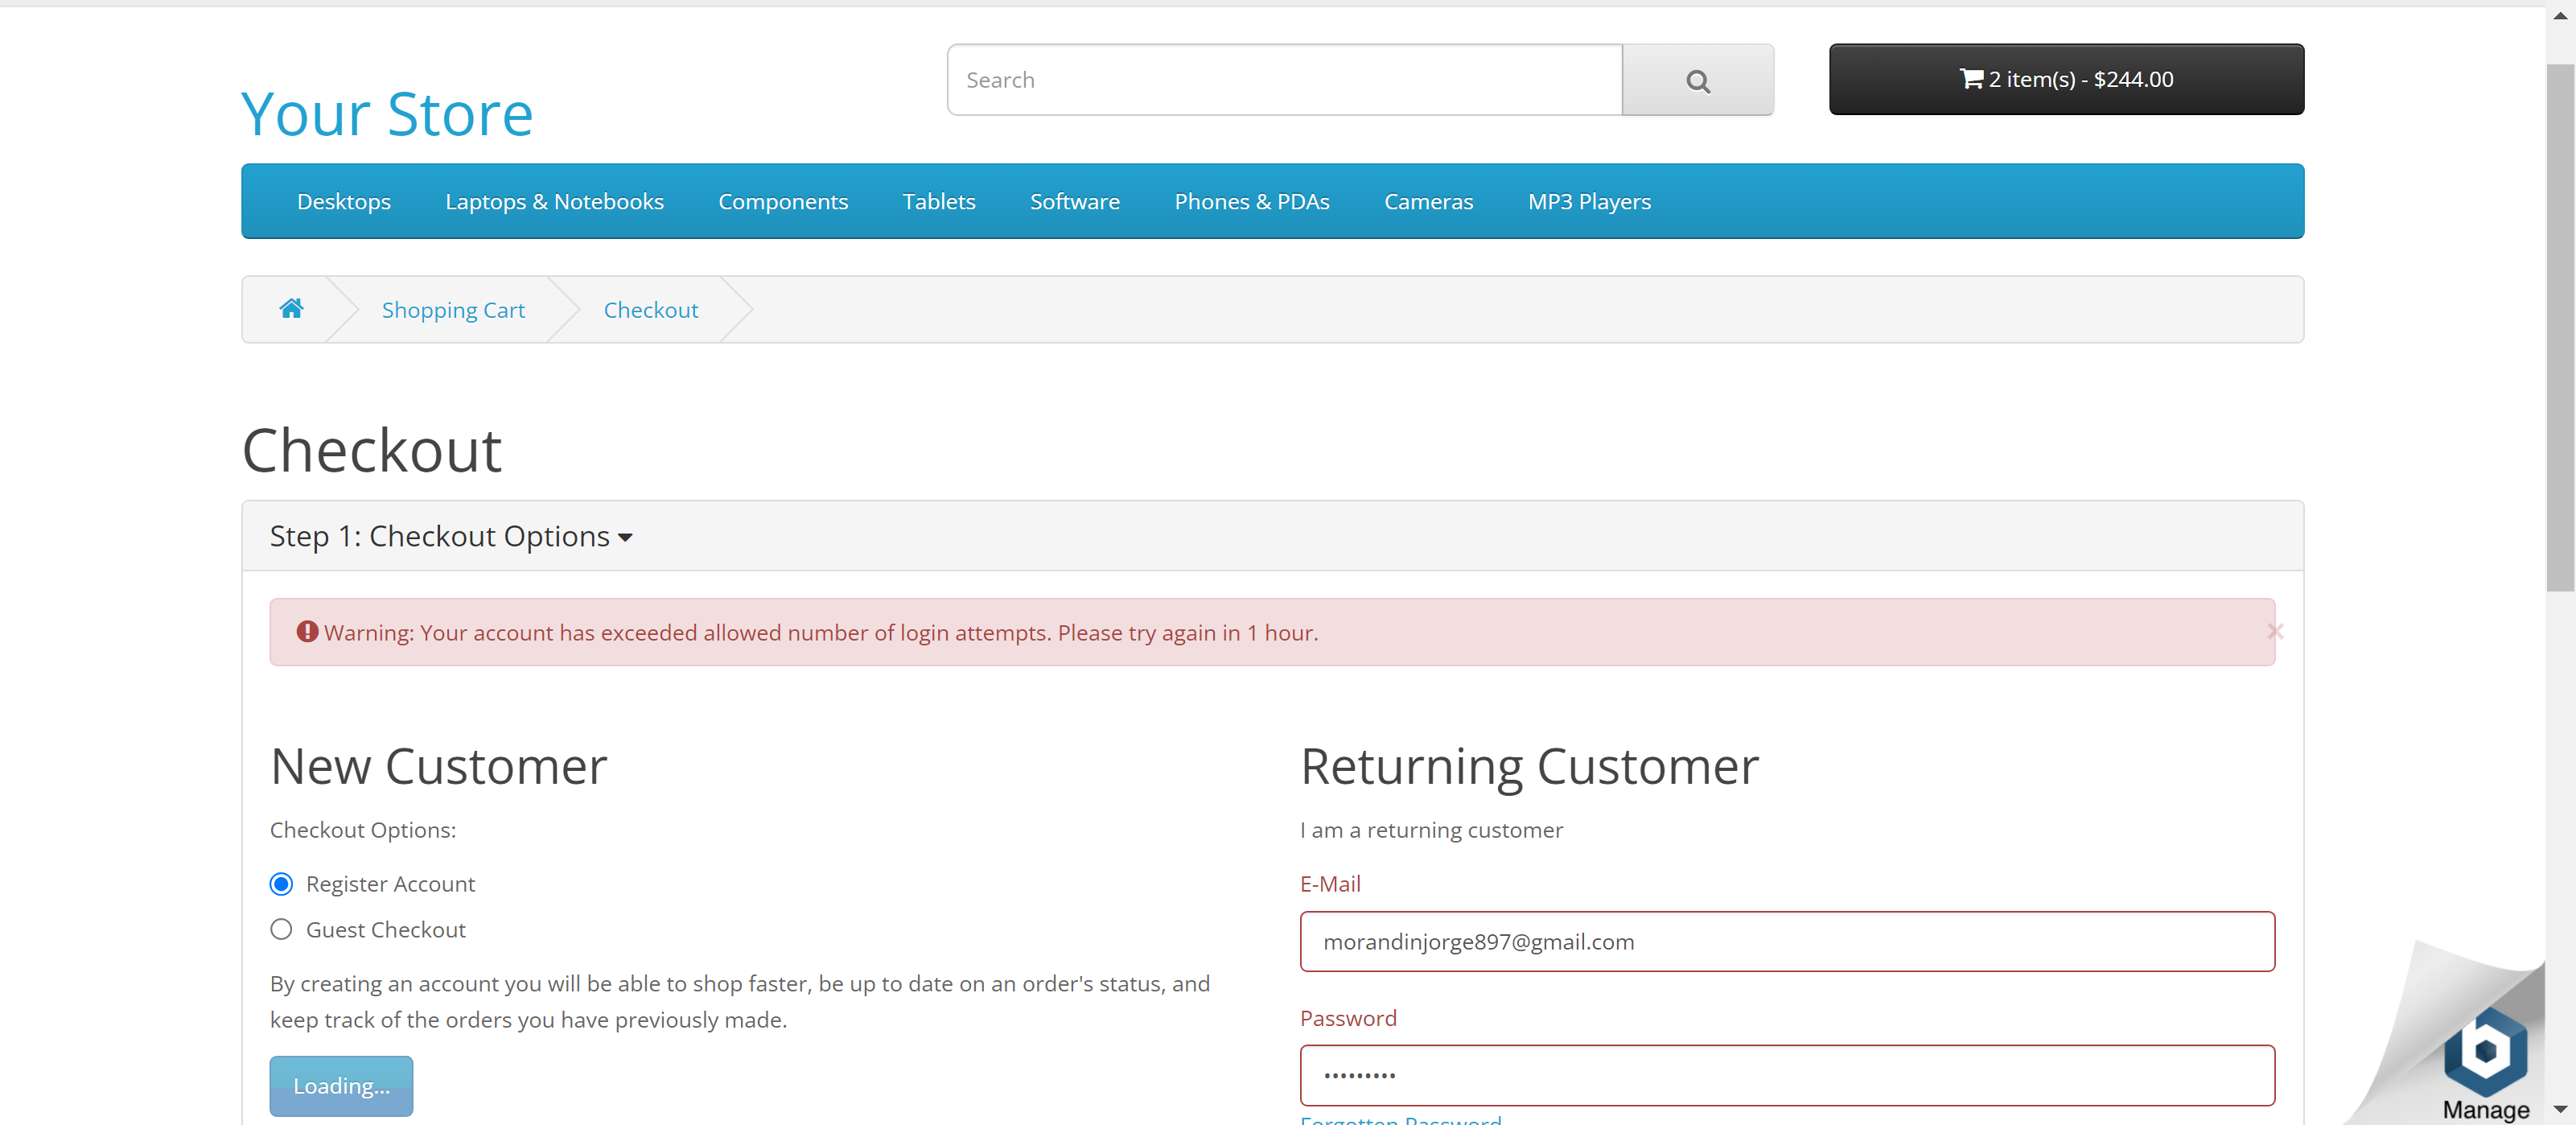 Search
2 item(s) - $244.00
Your Store
Desktops Laptops & Notebooks Components Tablets Software Phones & PDAs Cameras MP3 Players
Shopping Cart Checkout
Checkout
Step 1: Checkout Options
Warning: Your account has exceeded allowed number of login attempts. Please try again in 1 hour.
New Customer
Checkout Options:
Register Account
Guest Checkout
By creating an account you will be able to shop faster, be up to date on an order's status, and
keep track of the orders you have previously made.
Loading...
Returning Customer
I am a returning customer
E-Mail
morandinjorge897@gmail.com
Password
•••••••••
Forgotten Password
Manage